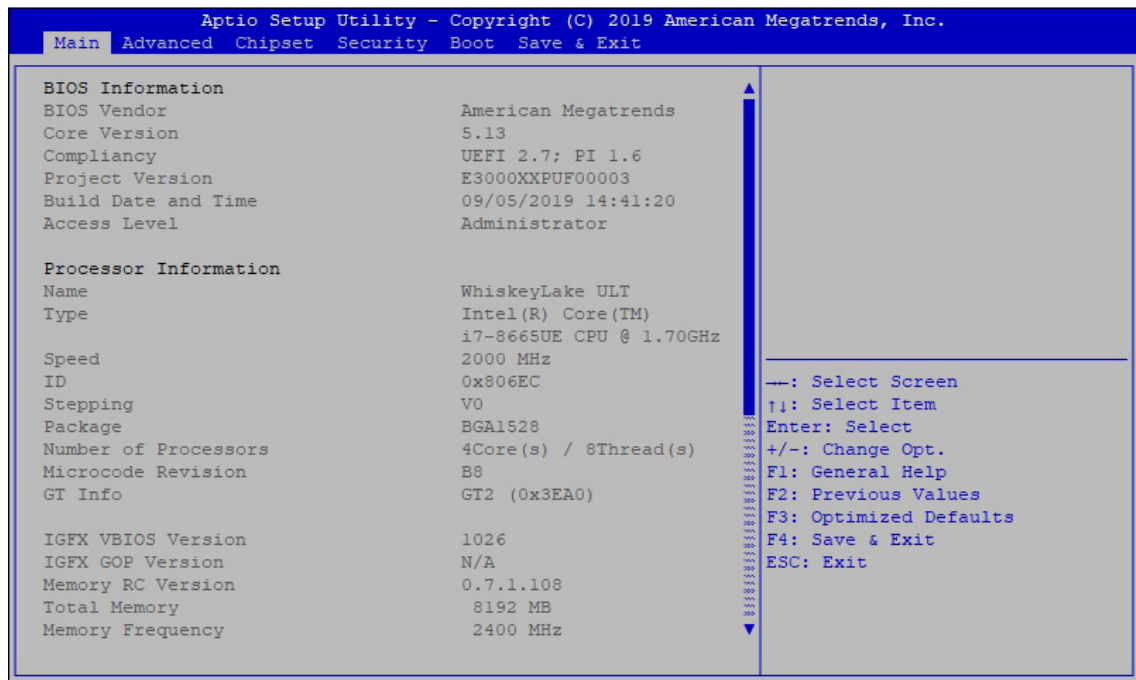 Aptio Setup Utility - Copyright (C) 2019 American Megatrends, Inc.
Main Advanced Chipset Security Boot Save & Exit
BIOS Information
BIOS Vendor American Megatrends
Core Version 5.13
Compliancy UEFI 2.7; PI 1.6
Project Version E3000XXPUF00003
Build Date and Time 09/05/2019 14:41:20
Access Level Administrator
Processor Information
Name WhiskeyLake ULT
Type Intel(R) Core(TM)
i7-8665UE CPU @ 1.70GHz
Speed 2000 MHz
ID 0x806EC
Stepping V0
Package BGA1528
Number of Processors 4Core(s) / 8Thread(s)
Microcode Revision B8
GT Info GT2 (0x3EA0)
IGFX VBIOS Version 1026
IGFX GOP Version N/A
Memory RC Version 0.7.1.108
Total Memory 8192 MB
Memory Frequency 2400 MHz
→←: Select Screen
↑↓: Select Item
Enter: Select
+/-: Change Opt.
F1: General Help
F2: Previous Values
F3: Optimized Defaults
F4: Save & Exit
ESC: Exit